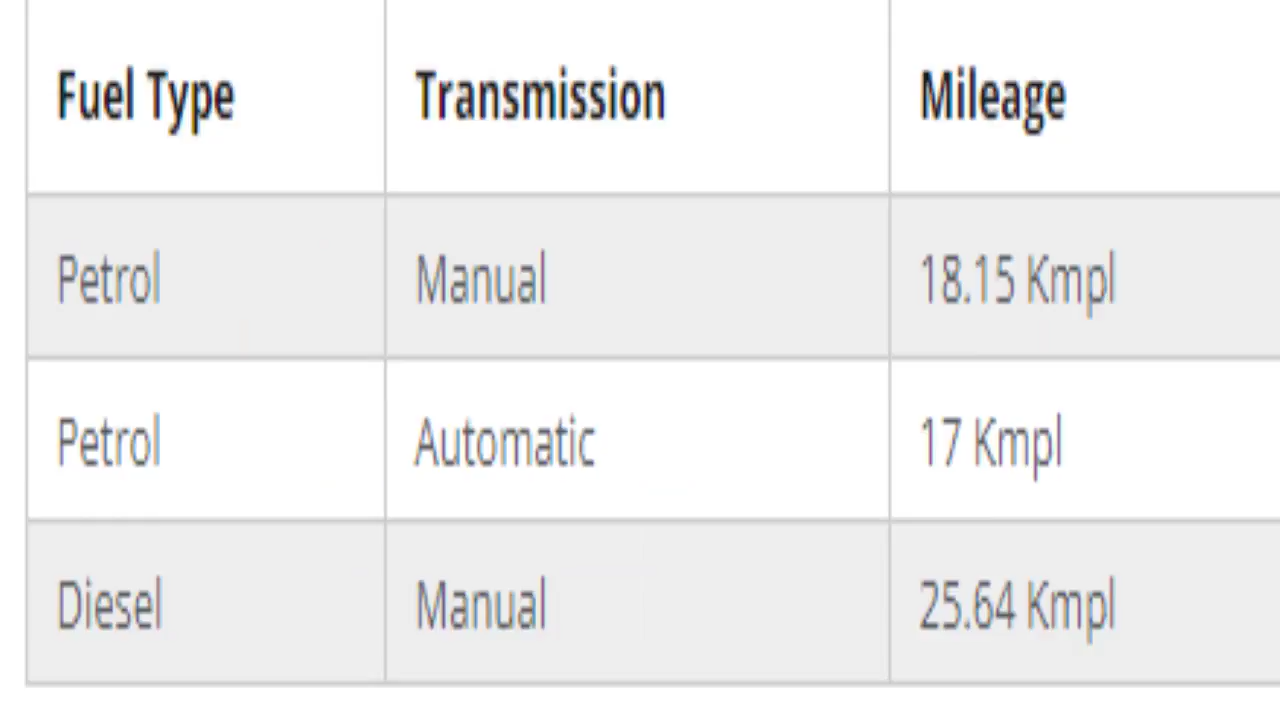 Fuel Type Transmission Mileage
Petrol Manual 18.15 Kmpl
Petrol Automatic 17 Kmpl
Diesel Manual 25.64 Kmpl